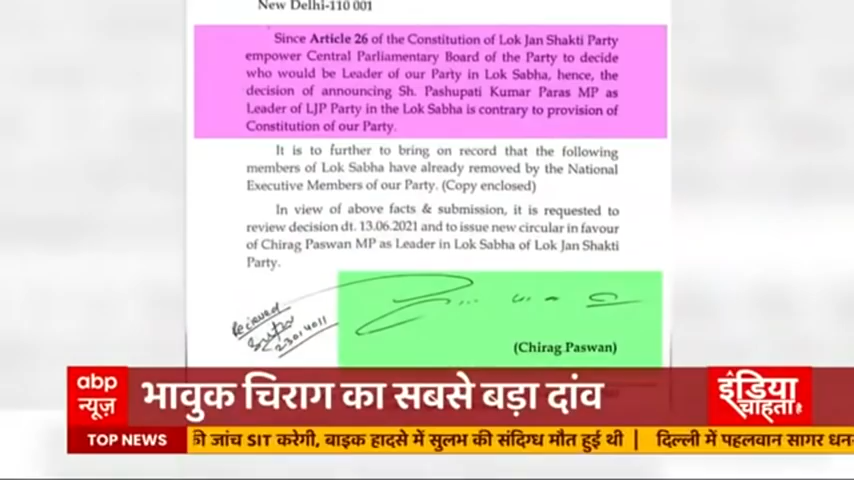 New Delhi-110 001
Since Article 26 of the Constitution of Lok Jan Shakti Party
empower Central Parliamentary Board of the Party to decide
who would be Leader of our Party in Lok Sabha, hence, the
decision of announcing Sh. Pashupati Kumar Paras MP as
Leader of LJP Party in the Lok Sabha is contrary to provision of
Constitution of our Party.
It is to further to bring on record that the following
members of Lok Sabha have already removed by the National
Executive Members of our Party. (Copy enclosed)
In view of above facts & submission, it is requested to
review decision dt. 13.06.2021 and to issue new circular in favour
of Chirag Paswan MP as Leader in Lok Sabha of Lok Jan Shakti
Party.
Recieved
23014011
(Chirag Paswan)
abp
न्यूज़
भावुक चिराग का सबसे बड़ा दांव
इंडिया
चाहता है
TOP NEWS
की जांच SIT करेगी, बाइक हादसे में सुलभ की संदिग्ध मौत हुई थी | दिल्ली में पहलवान सागर धन